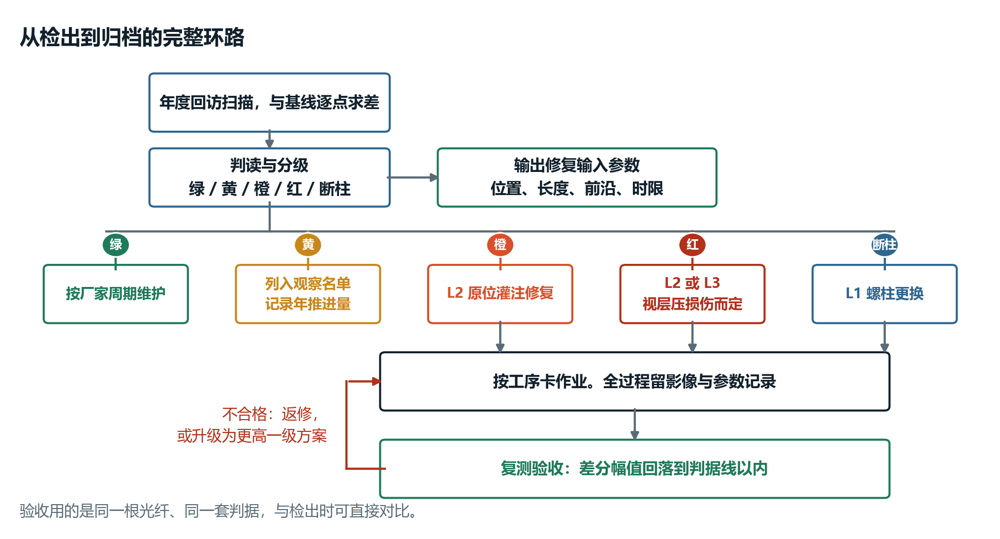 从检出到归档的完整环路
年度回访扫描，与基线逐点求差
判读与分级
绿 / 黄 / 橙 / 红 / 断柱
输出修复输入参数
位置、长度、前沿、时限
绿
黄
橙
红
断柱
按厂家周期维护
列入观察名单
记录年推进量
L2 原位灌注修复
L2 或 L3
视层压损伤而定
L1 螺柱更换
按工序卡作业。全过程留影像与参数记录
不合格：返修，
或升级为更高一级方案
复测验收：差分幅值回落到判据线以内
验收用的是同一根光纤、同一套判据，与检出时可直接对比。